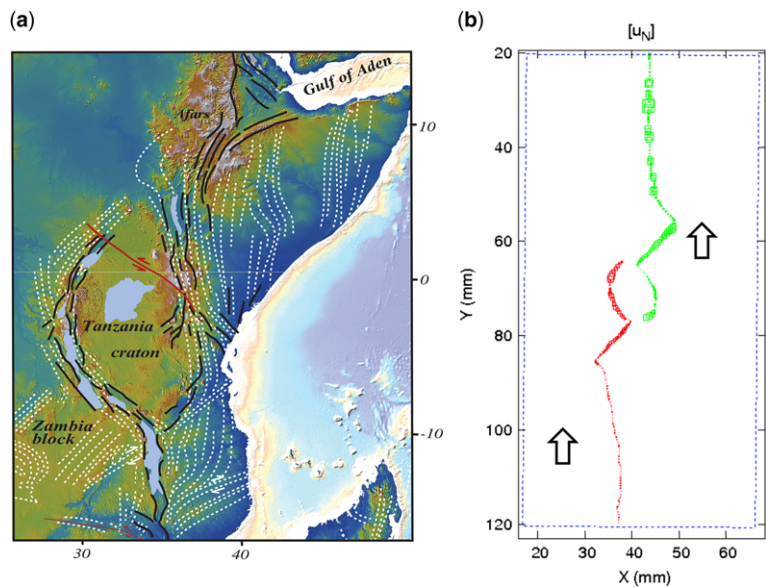 (a)
Gulf of Aden
Afars
10
0
Tanzania
craton
Zambia
block
-10
30
40
(b)
[uN]
20
40
60
80
100
120
Y (mm)
20
30
40
50
60
X (mm)